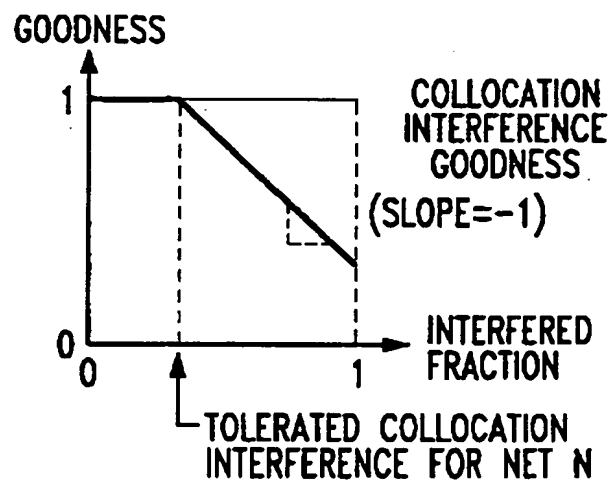 GOODNESS
1
COLLOCATION
INTERFERENCE
GOODNESS
(SLOPE=-1)
0
0
1
INTERFERED
FRACTION
TOLERATED COLLOCATION
INTERFERENCE FOR NET N